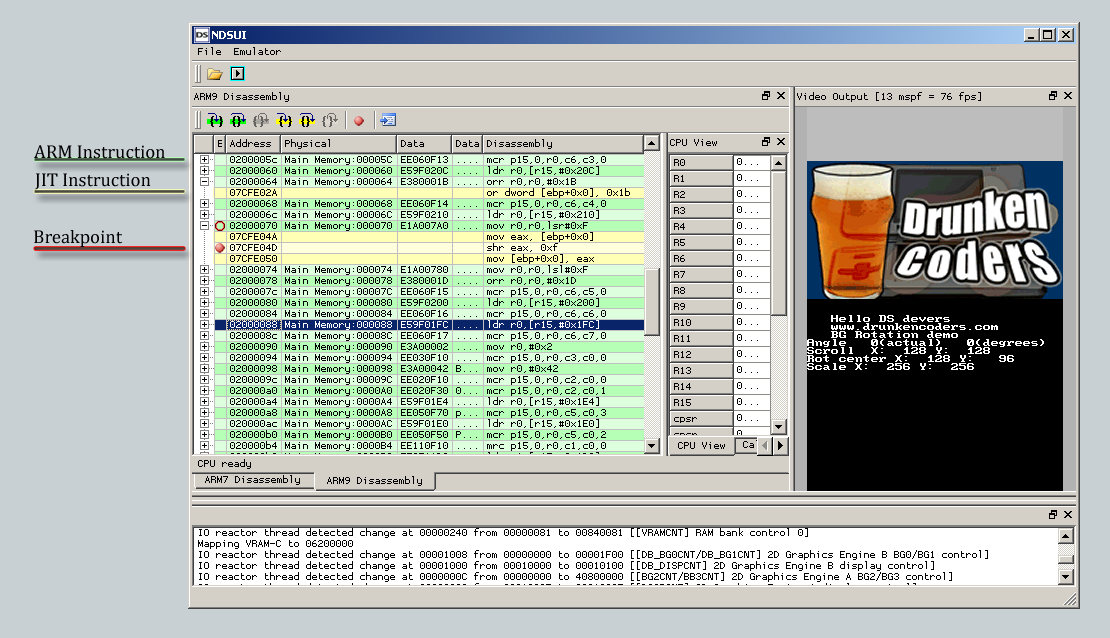 NDSUI
File Emulator
ARM9 Disassembly
Video Output [13 mspf = 76 fps]
E Address Physical Data Data Disassembly
CPU View
ARM Instruction
JIT Instruction
Breakpoint
0200005c Main Memory:00005C EE060F13 .... mcr p15,0,r0,c6,c3,0
02000060 Main Memory:000060 E59F020C .... ldr r0,[r15,#0x20C]
02000064 Main Memory:000064 E380001B .... orr r0,r0,#0x1B
07CFE02A or dword [ebp+0x0], 0x1b
02000068 Main Memory:000068 EE060F14 .... mcr p15,0,r0,c6,c4,0
0200006c Main Memory:00006C E59F0210 .... ldr r0,[r15,#0x210]
02000070 Main Memory:000070 E1A007A0 .... mov r0,r0,lsr#0xF
07CFE04A mov eax, [ebp+0x0]
07CFE04D shr eax, 0xf
07CFE050 mov [ebp+0x0], eax
02000074 Main Memory:000074 E1A00780 .... mov r0,r0,lsl#0xF
02000078 Main Memory:000078 E380001D .... orr r0,r0,#0x1D
0200007c Main Memory:00007C EE060F15 .... mcr p15,0,r0,c6,c5,0
02000080 Main Memory:000080 E59F0200 .... ldr r0,[r15,#0x200]
02000084 Main Memory:000084 EE060F16 .... mcr p15,0,r0,c6,c6,0
02000088 Main Memory:000088 E59F01FC .... ldr r0,[r15,#0x1FC]
0200008c Main Memory:00008C EE060F17 .... mcr p15,0,r0,c6,c7,0
02000090 Main Memory:000090 E3A00002 .... mov r0,#0x2
02000094 Main Memory:000094 EE030F10 .... mcr p15,0,r0,c3,c0,0
02000098 Main Memory:000098 E3A00042 B... mov r0,#0x42
0200009c Main Memory:00009C EE020F10 .... mcr p15,0,r0,c2,c0,0
020000a0 Main Memory:0000A0 EE020F30 0... mcr p15,0,r0,c2,c0,1
020000a4 Main Memory:0000A4 E59F01E4 .... ldr r0,[r15,#0x1E4]
020000a8 Main Memory:0000A8 EE050F70 p... mcr p15,0,r0,c5,c0,3
020000ac Main Memory:0000AC E59F01E0 .... ldr r0,[r15,#0x1E0]
020000b0 Main Memory:0000B0 EE050F50 P... mcr p15,0,r0,c5,c0,2
020000b4 Main Memory:0000B4 EE110F10 .... mrc p15,0,r0,c1,c0,0
R0 0...
R1 0...
R2 0...
R3 0...
R4 0...
R5 0...
R6 0...
R7 0...
R8 0...
R9 0...
R10 0...
R11 0...
R12 0...
R13 0...
R14 0...
R15 0...
cpsr 0...
CPU View Ca
Drunken
Coders
Hello DS devers
www.drunkencoders.com
BG Rotation demo
Angle 0(actual) 0(degrees)
Scroll X: 128 Y: 128
Rot center X: 128 Y: 96
Scale X: 256 Y: 256
CPU ready
ARM7 Disassembly ARM9 Disassembly
IO reactor thread detected change at 00000240 from 00000081 to 00840081 [[VRAMCNT] RAM bank control 0]
Mapping VRAM-C to 06200000
IO reactor thread detected change at 00001008 from 00000000 to 00001F00 [[DB_BG0CNT/DB_BG1CNT] 2D Graphics Engine B BG0/BG1 control]
IO reactor thread detected change at 00001000 from 00010000 to 00010100 [[DB_DISPCNT] 2D Graphics Engine B display control]
IO reactor thread detected change at 0000000C from 00000000 to 40800000 [[BG2CNT/BB3CNT] 2D Graphics Engine A BG2/BG3 control]